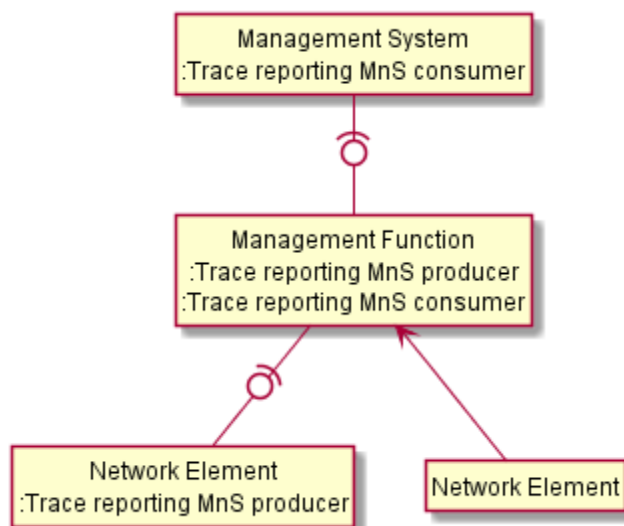 Management System
:Trace reporting MnS consumer
Management Function
:Trace reporting MnS producer
:Trace reporting MnS consumer
Network Element
:Trace reporting MnS producer
Network Element